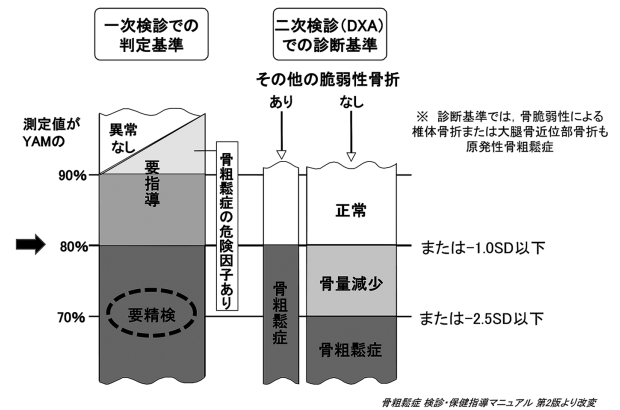 一次検診での
判定基準
二次検診（DXA）
での診断基準
その他の脆弱性骨折
あり
なし
測定値が
YAMの
異常
なし
要指導
骨粗鬆症の危険因子あり
※ 診断基準では，骨脆弱性による
椎体骨折または大腿骨近位部骨折も
原発性骨粗鬆症
90%
正常
80%
または−1.0SD以下
骨量減少
要精検
骨粗鬆症
70%
または−2.5SD以下
骨粗鬆症
骨粗鬆症 検診・保健指導マニュアル 第2版より改変